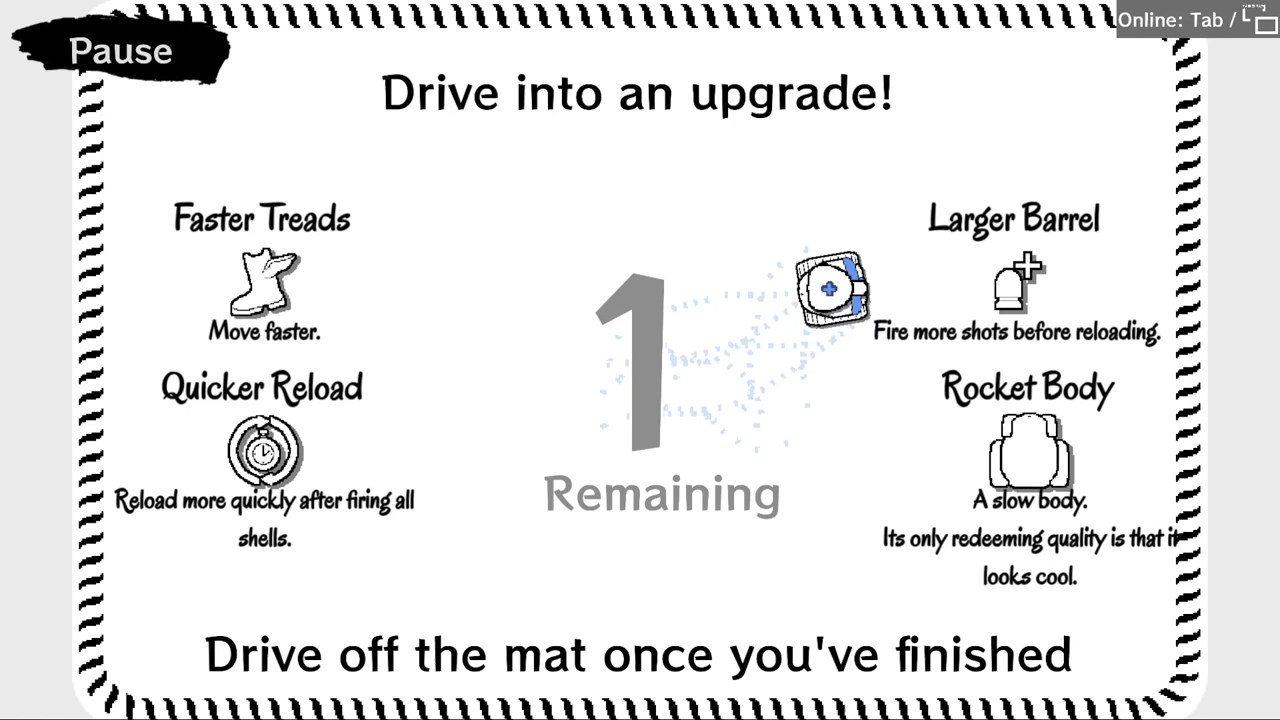 Pause
Online: Tab /
Drive into an upgrade!
Faster Treads
Move faster.
Larger Barrel
Fire more shots before reloading.
1
Remaining
Quicker Reload
Reload more quickly after firing all
shells.
Rocket Body
A slow body.
Its only redeeming quality is that it
looks cool.
Drive off the mat once you've finished